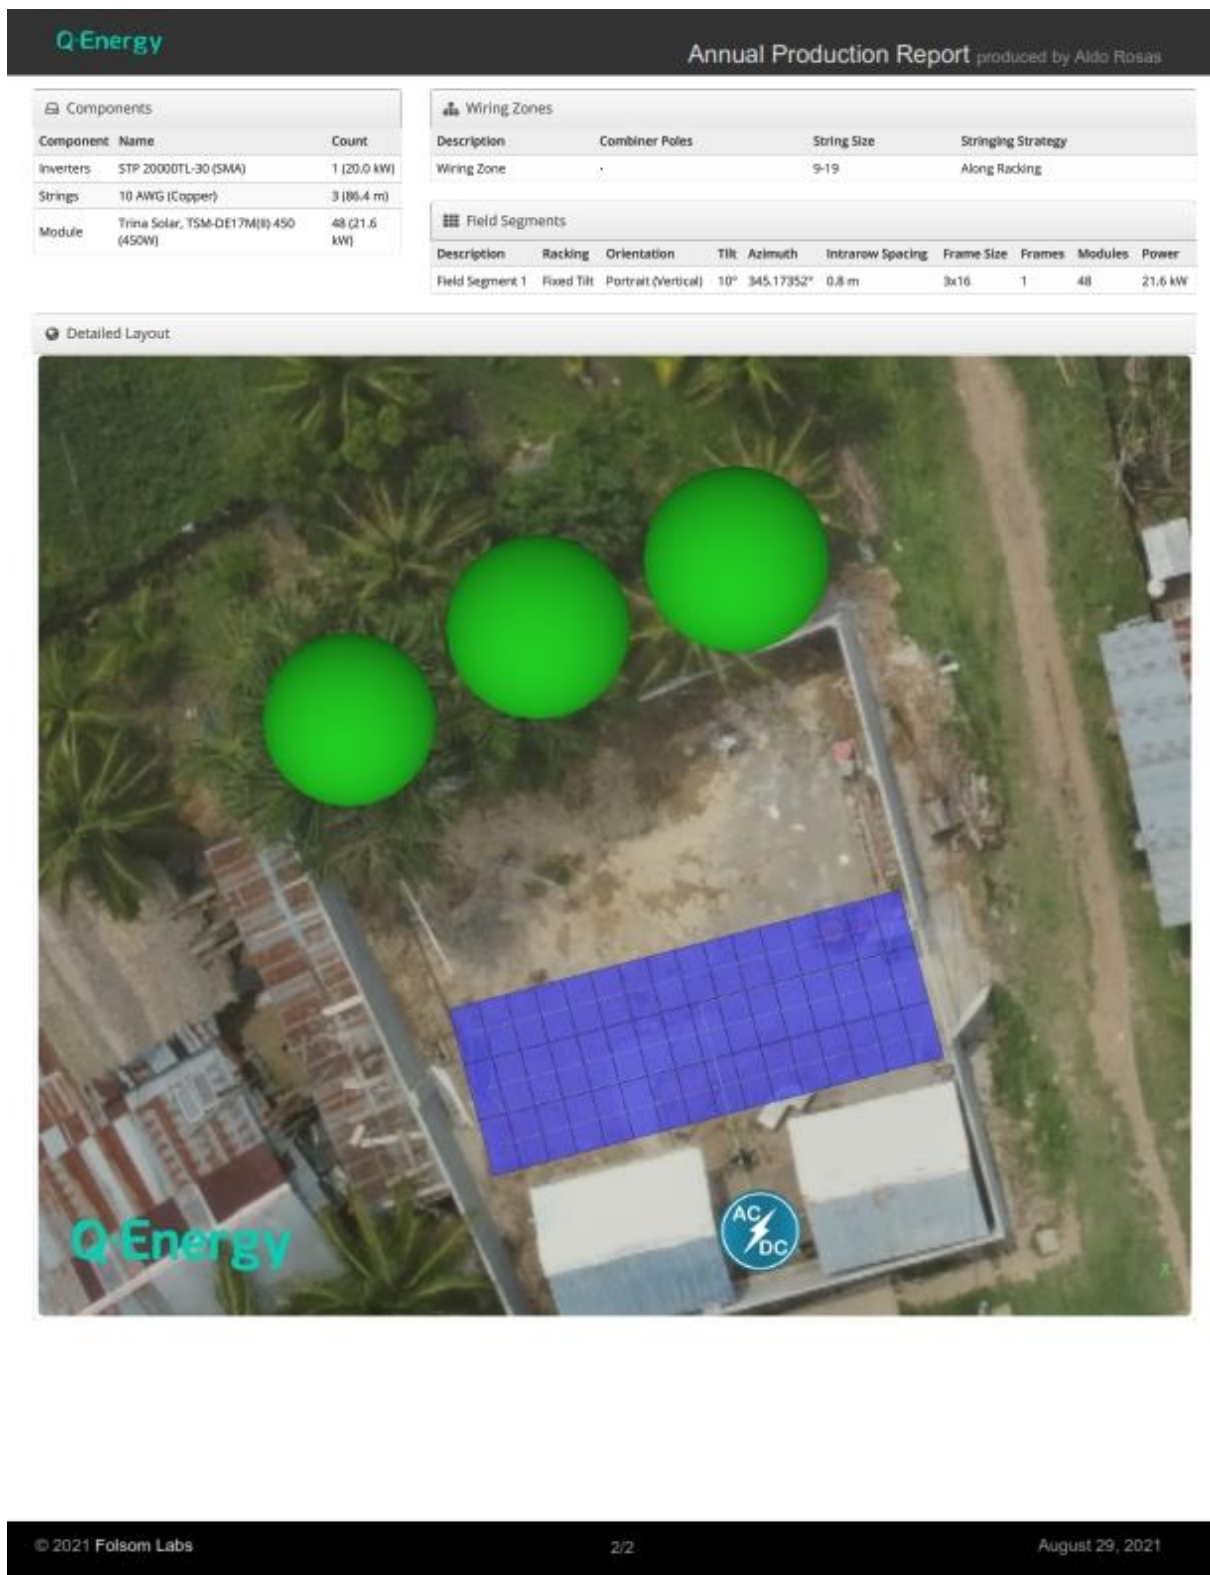 Q·Energy
Annual Production Report produced by Aldo Rosas
Components
Component Name Count
Inverters STP 20000TL-30 (SMA) 1 (20.0 kW)
Strings 10 AWG (Copper) 3 (86.4 m)
Module Trina Solar, TSM-DE17M(II) 450 (450W) 48 (21.6 kW)
Wiring Zones
Description Combiner Poles String Size Stringing Strategy
Wiring Zone - 9-19 Along Racking
Field Segments
Description Racking Orientation Tilt Azimuth Intrarow Spacing Frame Size Frames Modules Power
Field Segment 1 Fixed Tilt Portrait (Vertical) 10° 345.17352° 0.8 m 3x16 1 48 21.6 kW
Detailed Layout
AC
DC
Q·Energy
© 2021 Folsom Labs 2/2 August 29, 2021